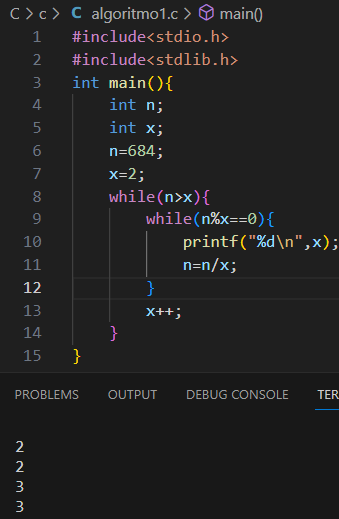 C > c > C algoritmo1.c > main()
1 #include<stdio.h>
2 #include<stdlib.h>
3 int main(){
4 int n;
5 int x;
6 n=684;
7 x=2;
8 while(n>x){
9 while(n%x==0){
10 printf("%d\n",x);
11 n=n/x;
12 }
13 x++;
14 }
15 }
PROBLEMS OUTPUT DEBUG CONSOLE TER
2
2
3
3